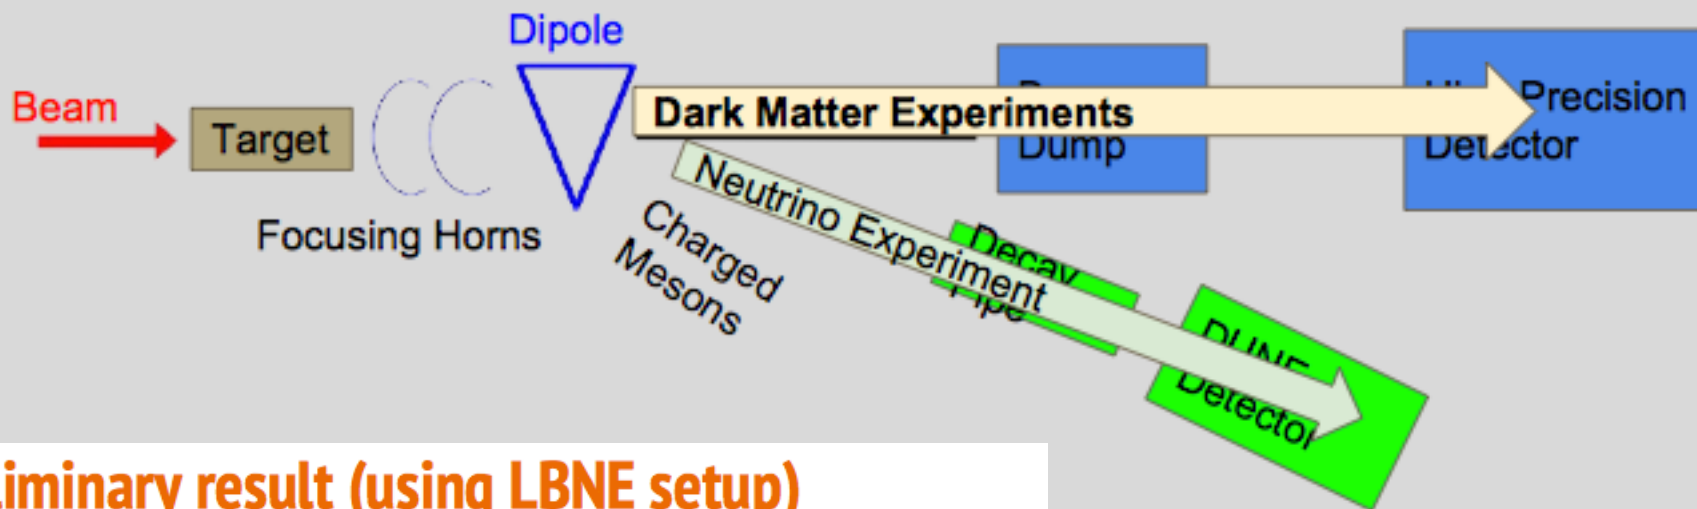 Dipole
Beam
Target
Focusing Horns
Dark Matter Experiments
Dump
Precision
Detector
Neutrino Experiment
Charged
Mesons
Decay
Pipe
DUNE
Detector
result (using LBNE setup)